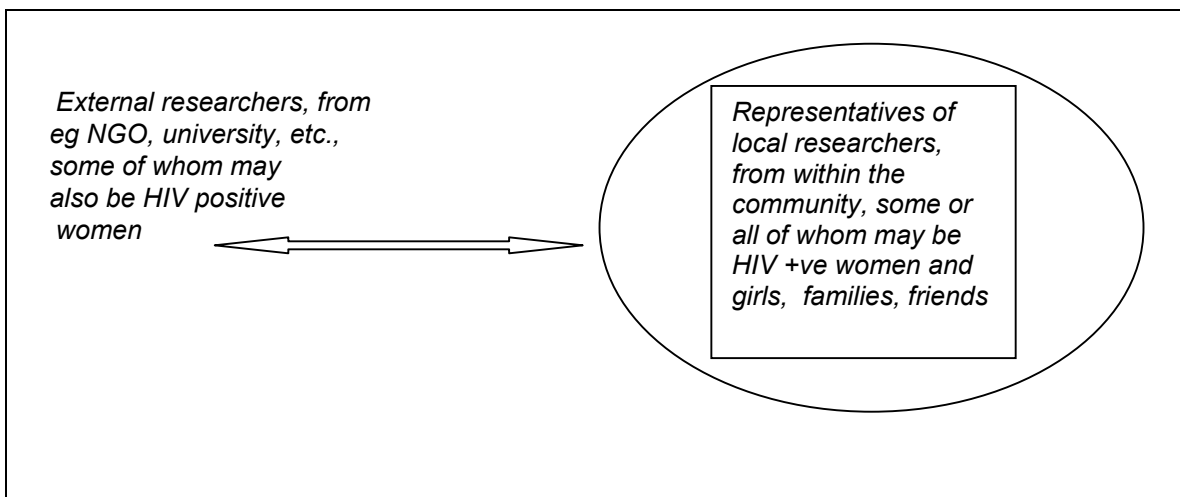 External researchers, from
eg NGO, university, etc.,
some of whom may
also be HIV positive
women
Representatives of
local researchers,
from within the
community, some or
all of whom may be
HIV +ve women and
girls, families, friends